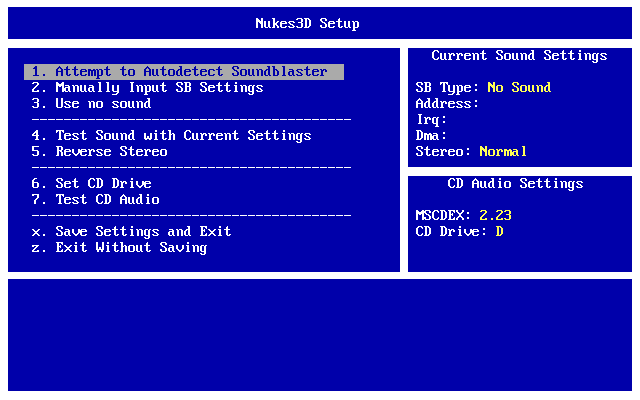 Nukes3D Setup
1. Attempt to Autodetect Soundblaster
2. Manually Input SB Settings
3. Use no sound
----------------------------------------
4. Test Sound with Current Settings
5. Reverse Stereo
----------------------------------------
6. Set CD Drive
7. Test CD Audio
----------------------------------------
x. Save Settings and Exit
z. Exit Without Saving
Current Sound Settings
SB Type: No Sound
Address:
Irq:
Dma:
Stereo: Normal
CD Audio Settings
MSCDEX: 2.23
CD Drive: D